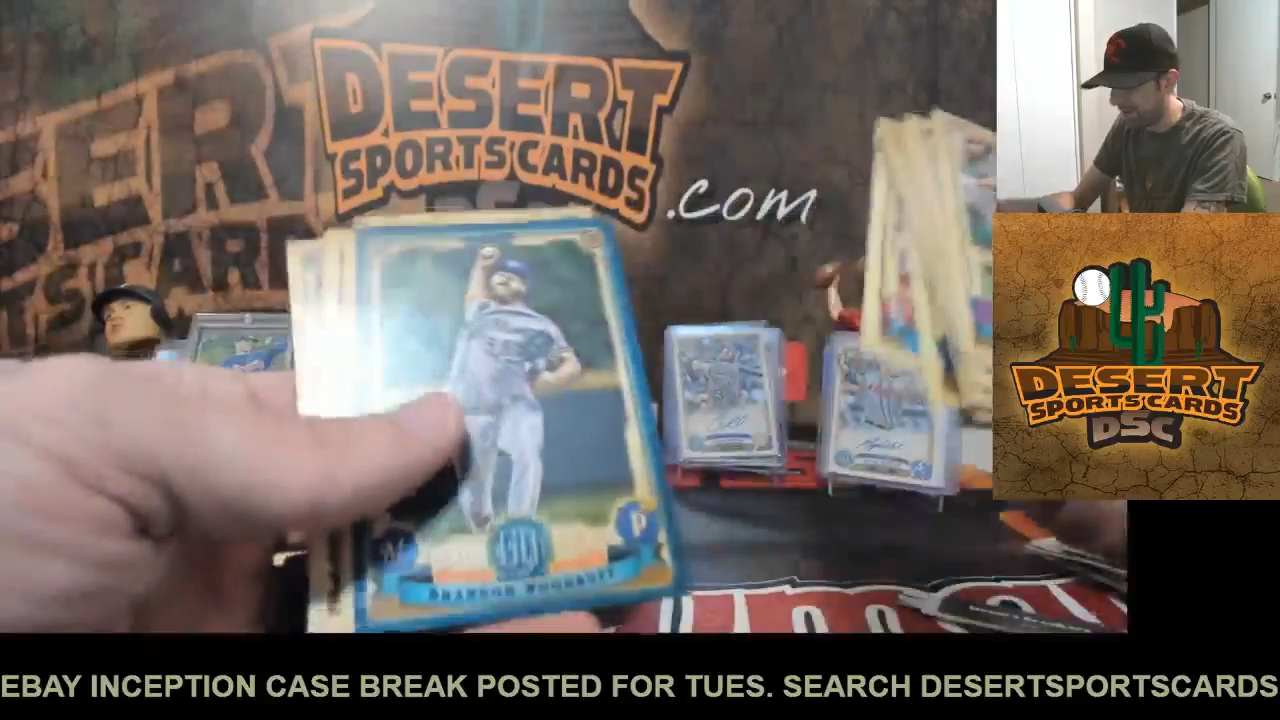 DESERT
SPORTS CARDS
.com
DESERT
SPORTS CARDS
DSC
P
EBAY INCEPTION CASE BREAK POSTED FOR TUES. SEARCH DESERTSPORTSCARDS